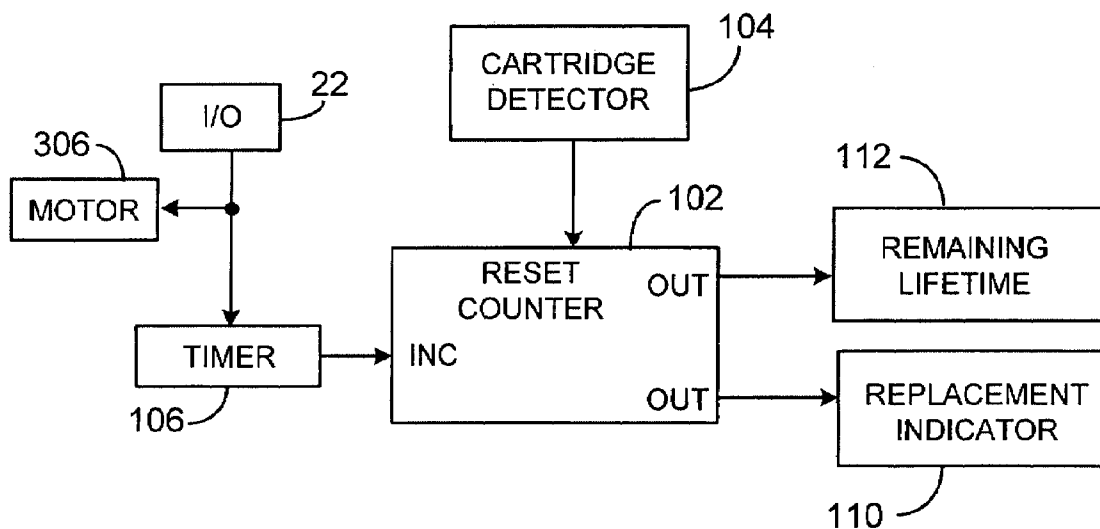 104
CARTRIDGE
DETECTOR
22
I/O
306
MOTOR
112
102
REMAINING
LIFETIME
RESET
COUNTER
OUT
TIMER
INC
106
OUT
REPLACEMENT
INDICATOR
110